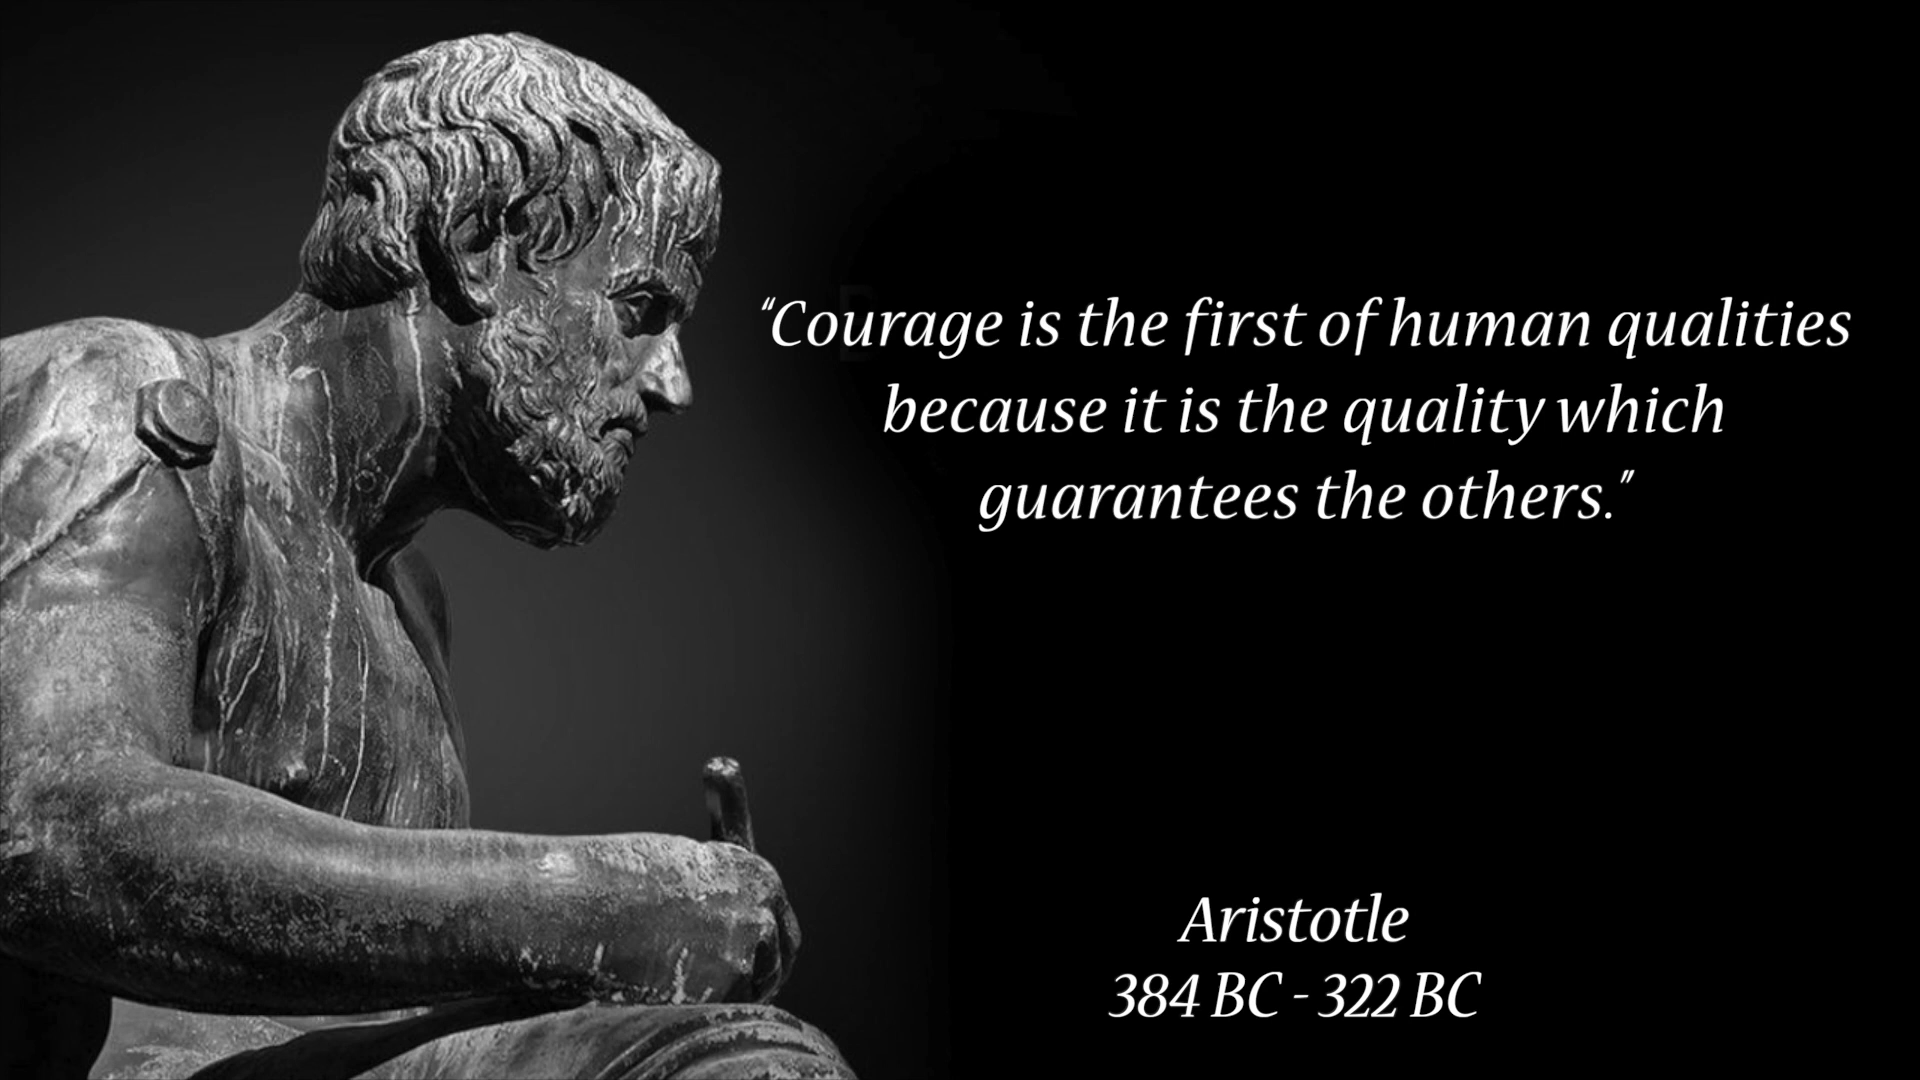 "Courage is the first of human qualities
because it is the quality which
guarantees the others."
Aristotle
384 BC - 322 BC